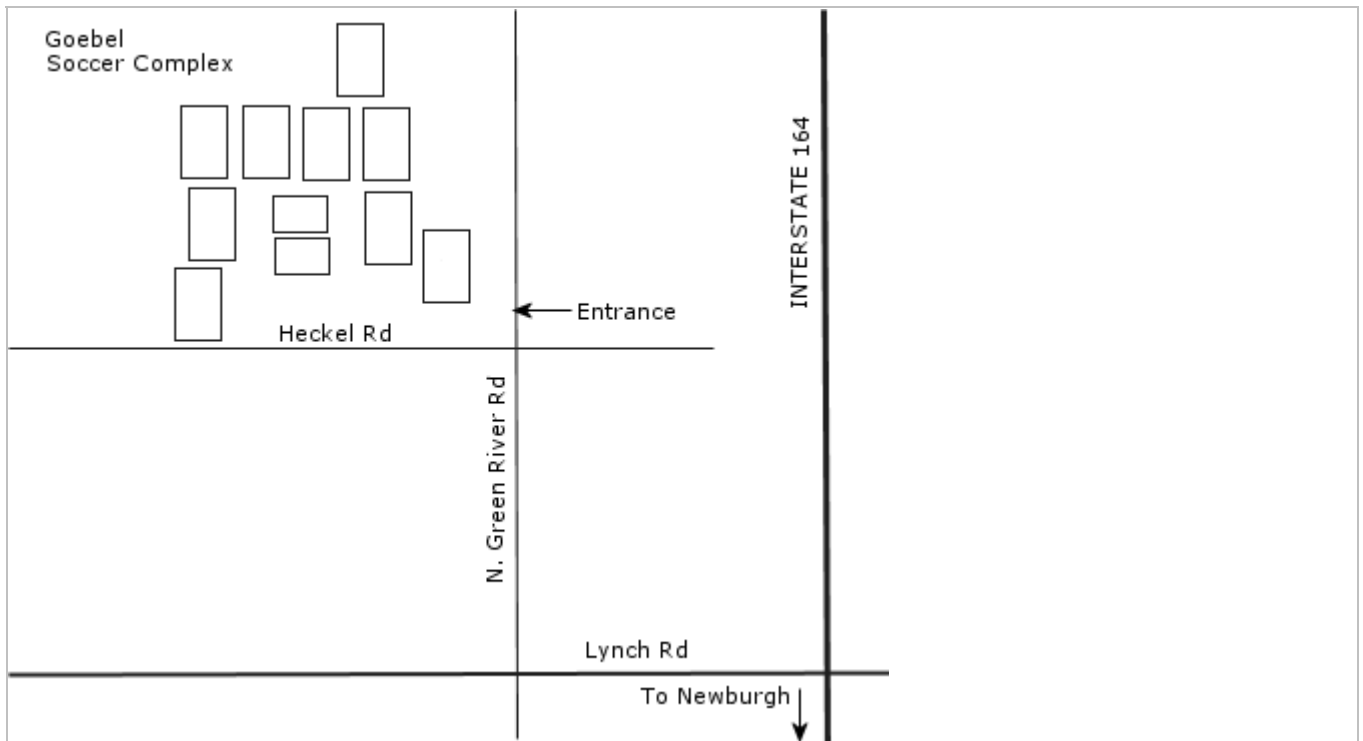 Goebel
Soccer Complex
INTERSTATE 164
Entrance
Heckel Rd
N. Green River Rd
Lynch Rd
To Newburgh